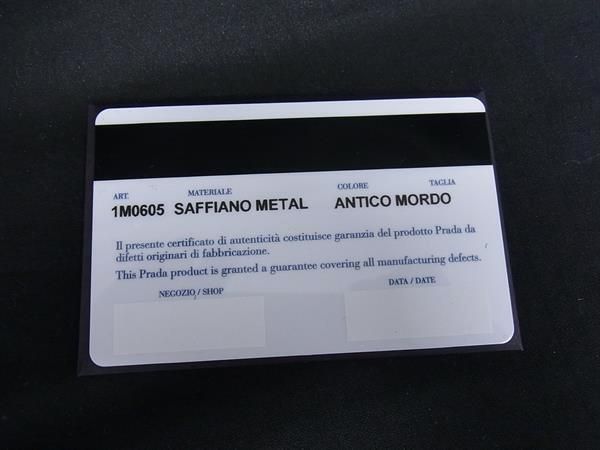 ART. MATERIALE COLORE TAGLIA
1M0605 SAFFIANO METAL ANTICO MORDO
Il presente certificato di autenticità costituisce garanzia del prodotto Prada da
difetti originari di fabbricazione.
This Prada product is granted a guarantee covering all manufacturing defects.
NEGOZIO / SHOP DATA / DATE